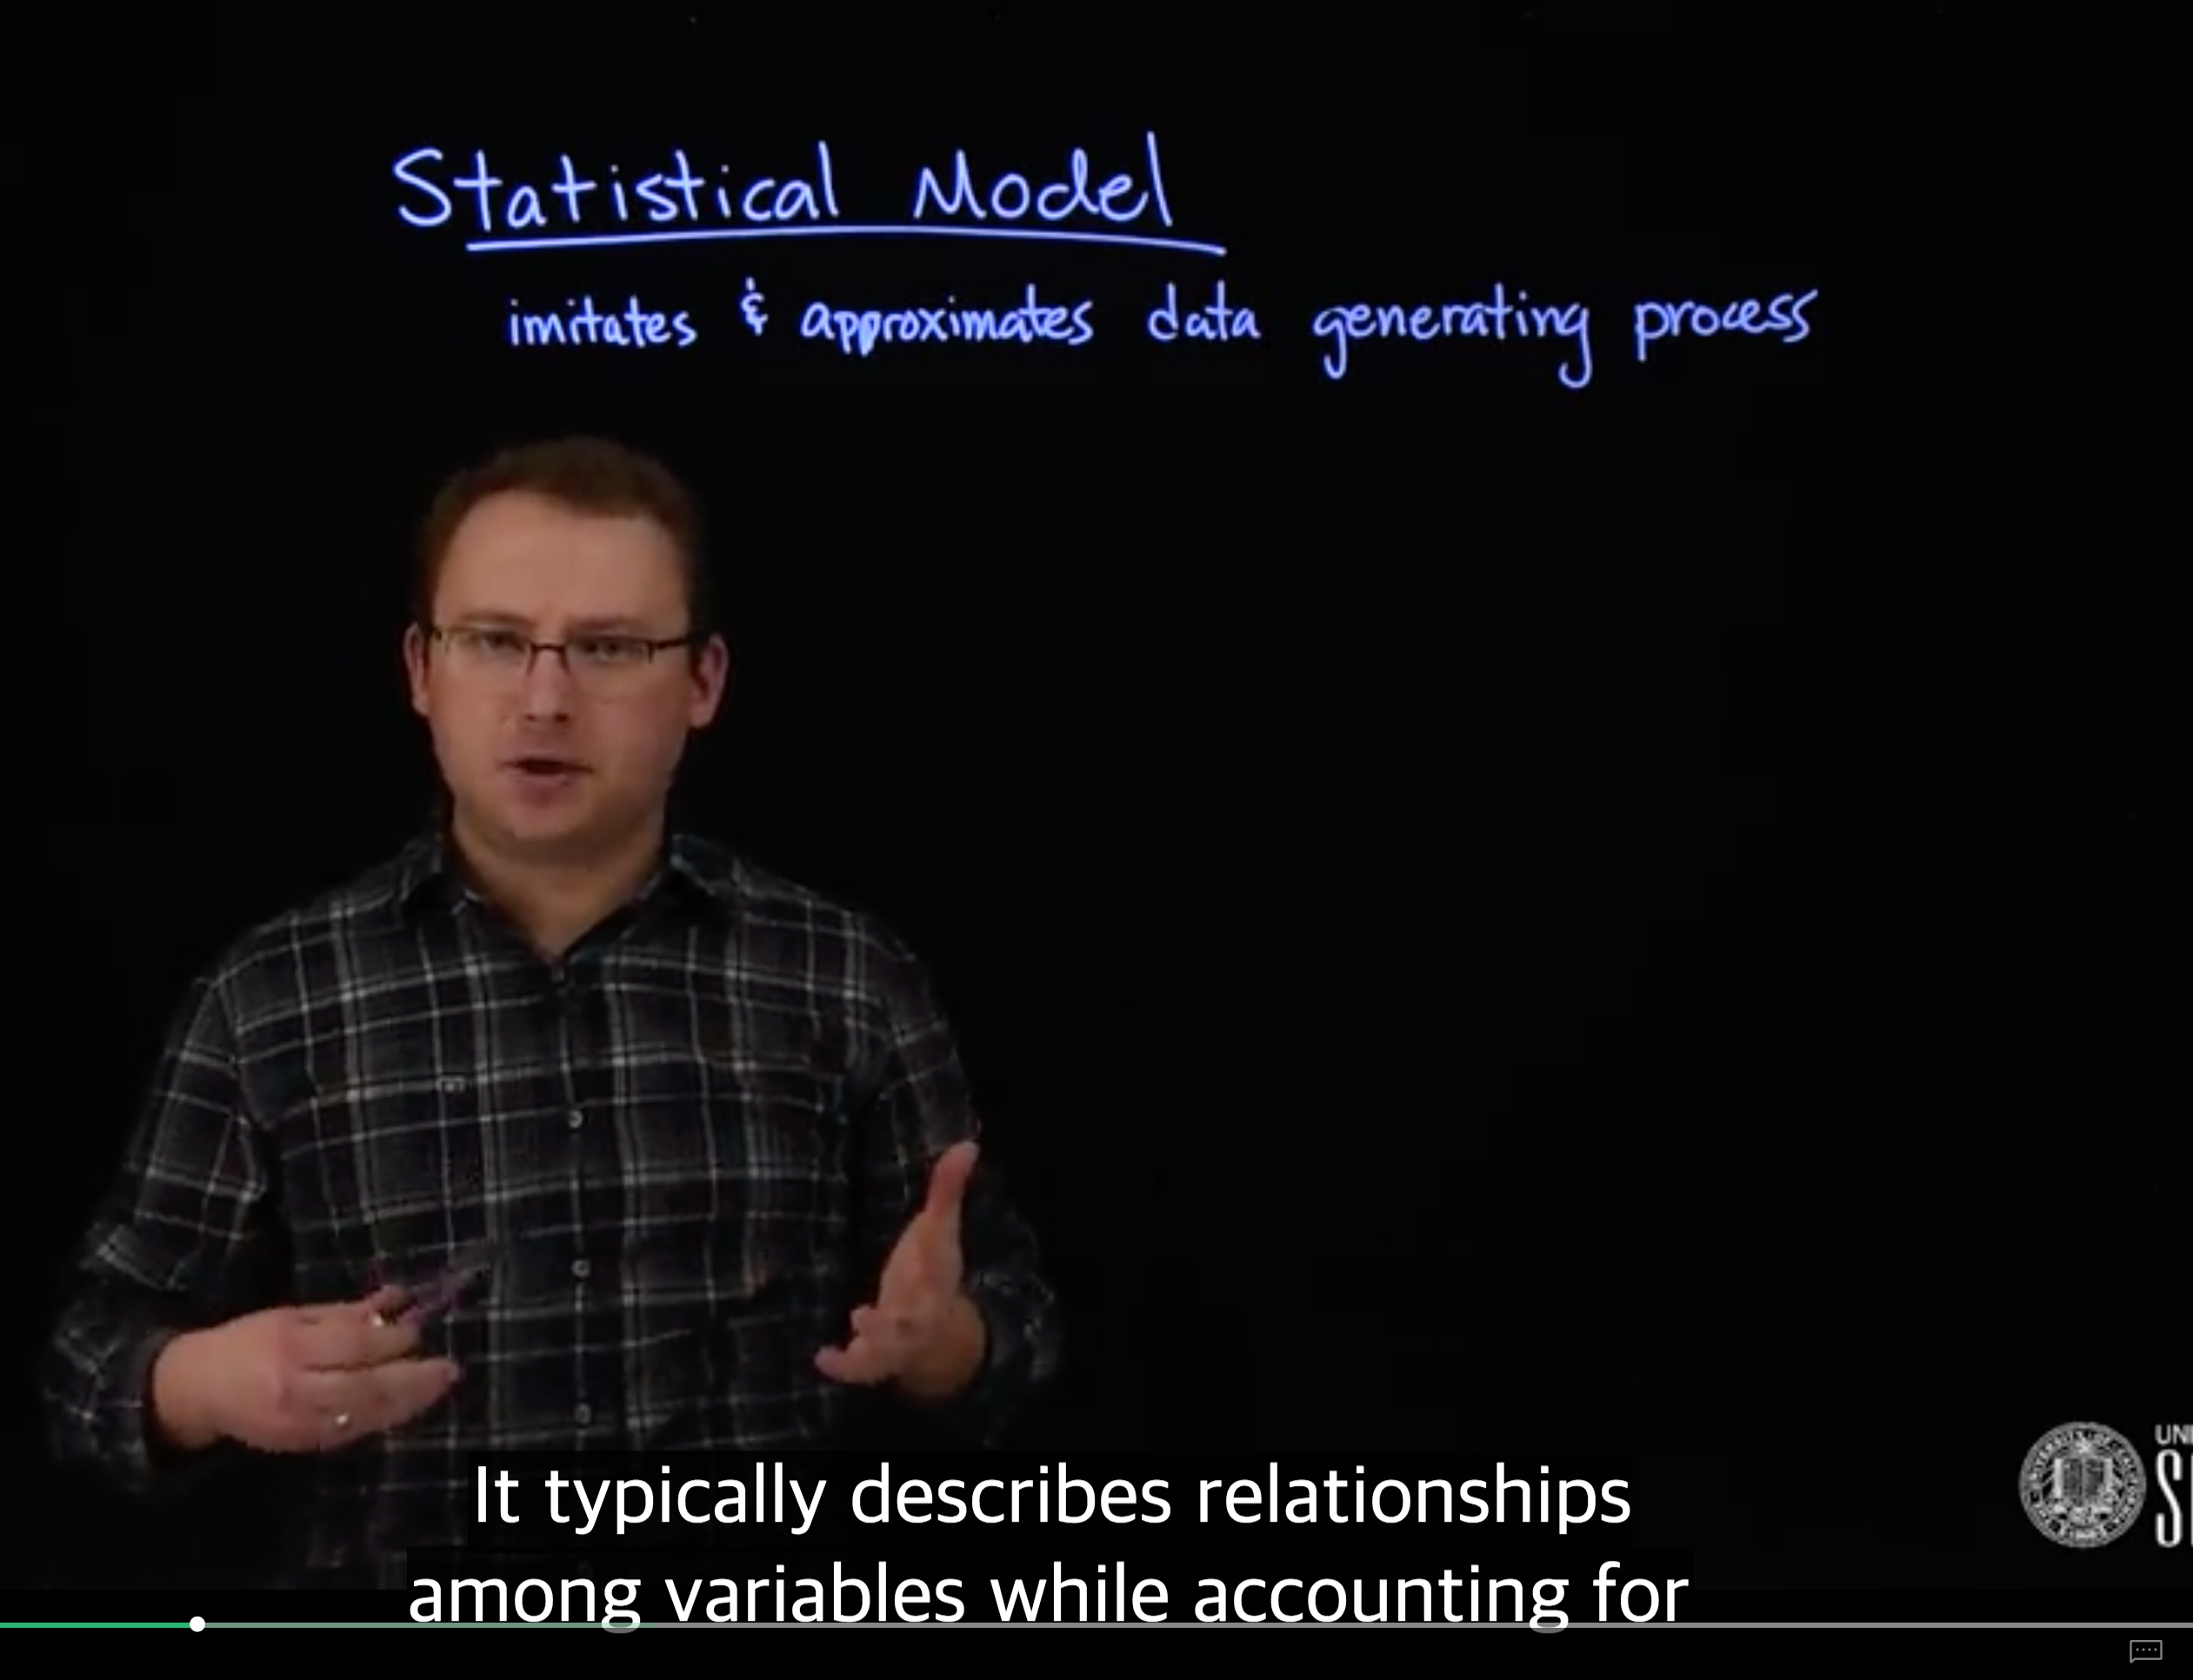 Statistical Model
imitates & approximates data generating process
It typically describes relationships
among variables while accounting for
UNI